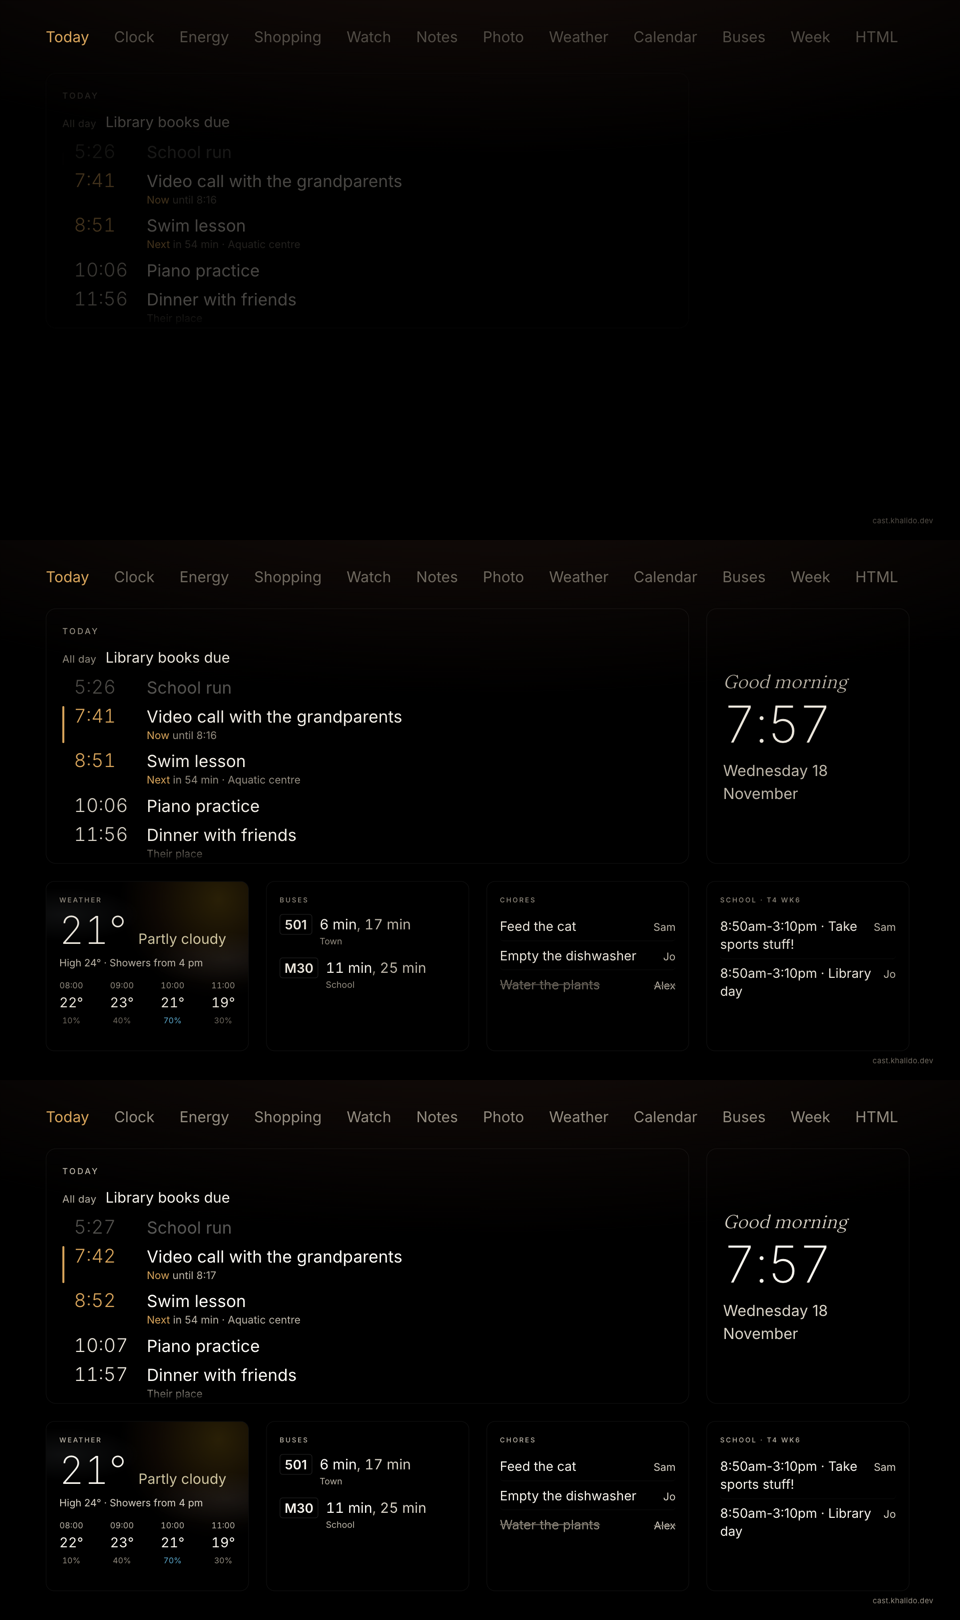 Today Clock Energy Shopping Watch Notes Photo Weather Calendar Buses Week HTML
TODAY
All day Library books due
5:26 School run
7:41 Video call with the grandparents
Now until 8:16
8:51 Swim lesson
Next in 54 min · Aquatic centre
10:06 Piano practice
11:56 Dinner with friends
Their place
cast.khaildo.dev
Today Clock Energy Shopping Watch Notes Photo Weather Calendar Buses Week HTML
TODAY
All day Library books due
5:26 School run
7:41 Video call with the grandparents
Now until 8:16
8:51 Swim lesson
Next in 54 min · Aquatic centre
10:06 Piano practice
11:56 Dinner with friends
Their place
Good morning
7:57
Wednesday 18
November
WEATHER
21° Partly cloudy
High 24° · Showers from 4 pm
08:00 09:00 10:00 11:00
22° 23° 21° 19°
10% 40% 70% 30%
BUSES
501 6 min, 17 min
Town
M30 11 min, 25 min
School
CHORES
Feed the cat Sam
Empty the dishwasher Jo
Water the plants Alex
SCHOOL · T4 WK6
8:50am-3:10pm · Take Sam
sports stuff!
8:50am-3:10pm · Library Jo
day
cast.khaildo.dev
Today Clock Energy Shopping Watch Notes Photo Weather Calendar Buses Week HTML
TODAY
All day Library books due
5:27 School run
7:42 Video call with the grandparents
Now until 8:17
8:52 Swim lesson
Next in 54 min · Aquatic centre
10:07 Piano practice
11:57 Dinner with friends
Their place
Good morning
7:57
Wednesday 18
November
WEATHER
21° Partly cloudy
High 24° · Showers from 4 pm
08:00 09:00 10:00 11:00
22° 23° 21° 19°
10% 40% 70% 30%
BUSES
501 6 min, 17 min
Town
M30 11 min, 25 min
School
CHORES
Feed the cat Sam
Empty the dishwasher Jo
Water the plants Alex
SCHOOL · T4 WK6
8:50am-3:10pm · Take Sam
sports stuff!
8:50am-3:10pm · Library Jo
day
cast.khaildo.dev